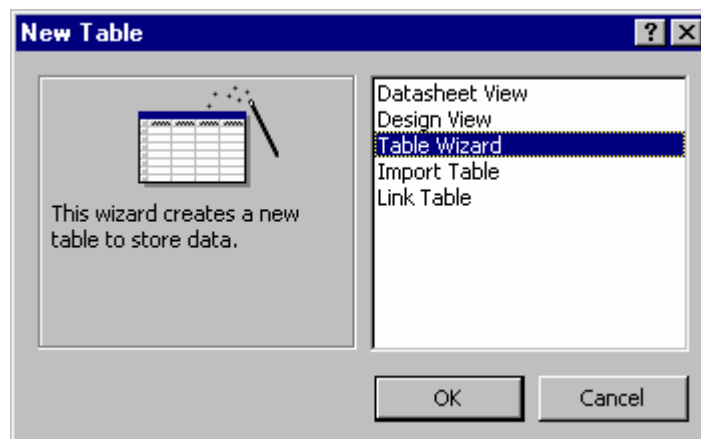 New Table
This wizard creates a new
table to store data.
Datasheet View
Design View
Table Wizard
Import Table
Link Table
OK
Cancel